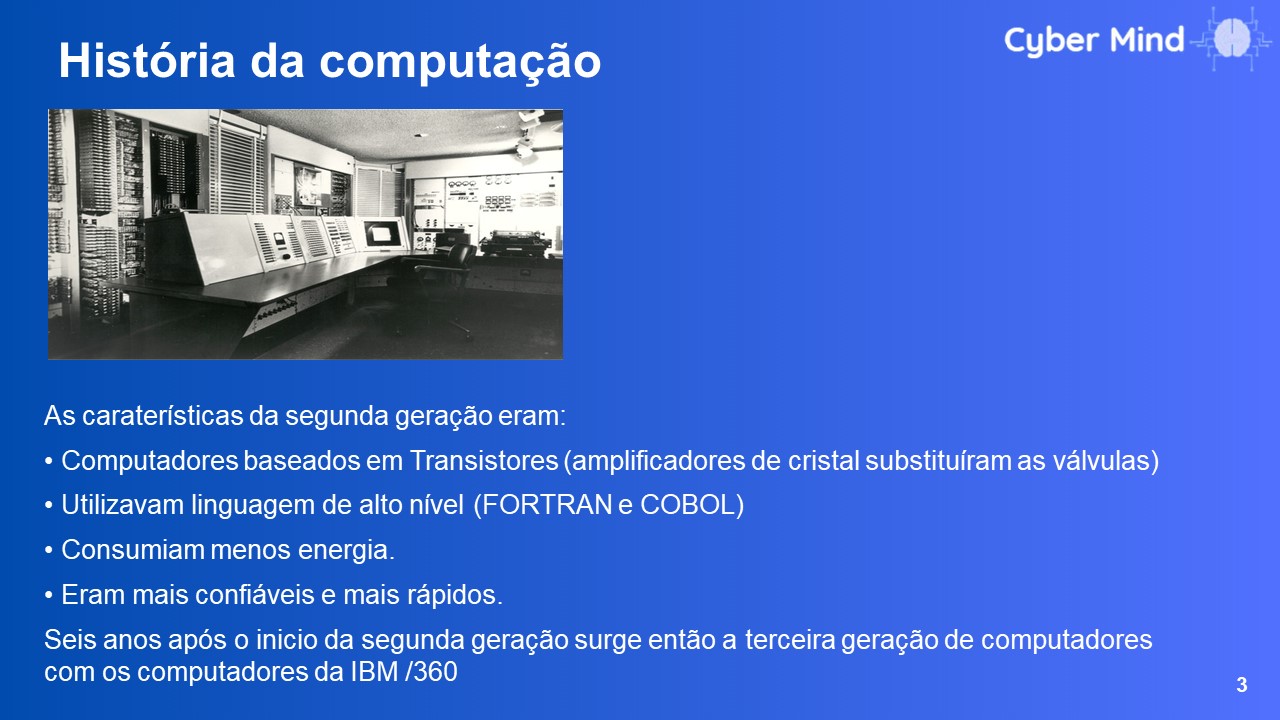 História da computação
Cyber Mind
As caraterísticas da segunda geração eram:
• Computadores baseados em Transistores (amplificadores de cristal substituíram as válvulas)
• Utilizavam linguagem de alto nível (FORTRAN e COBOL)
• Consumiam menos energia.
• Eram mais confiáveis e mais rápidos.
Seis anos após o inicio da segunda geração surge então a terceira geração de computadores
com os computadores da IBM /360
3